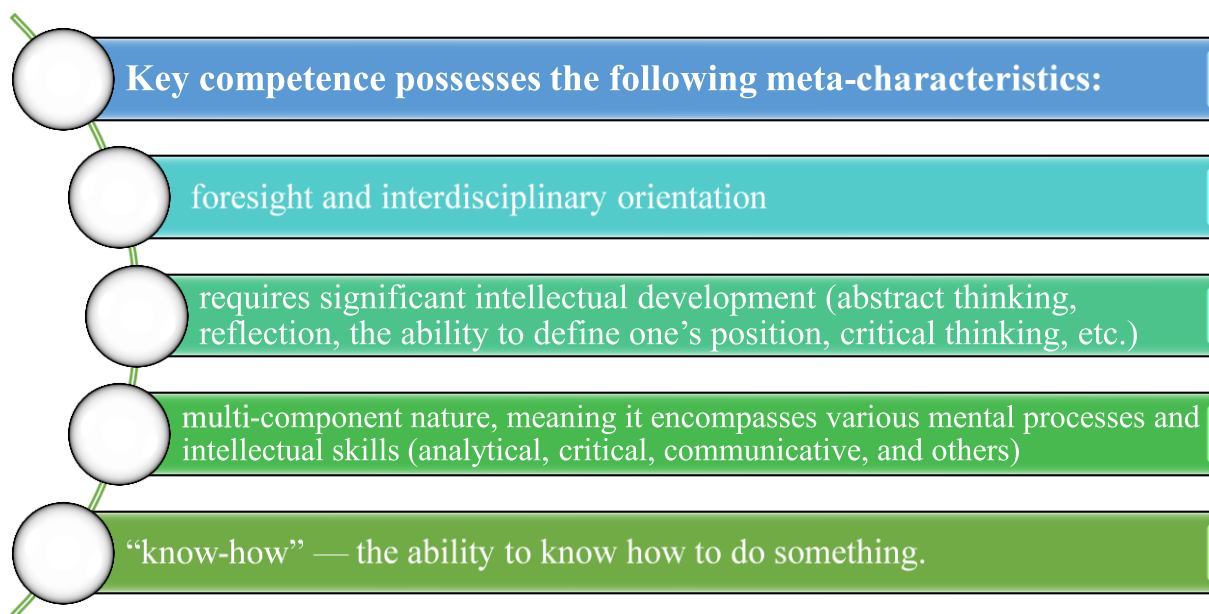 Key competence possesses the following meta-characteristics:
foresight and interdisciplinary orientation
requires significant intellectual development (abstract thinking,
reflection, the ability to define one’s position, critical thinking, etc.)
multi-component nature, meaning it encompasses various mental processes and
intellectual skills (analytical, critical, communicative, and others)
“know-how” — the ability to know how to do something.